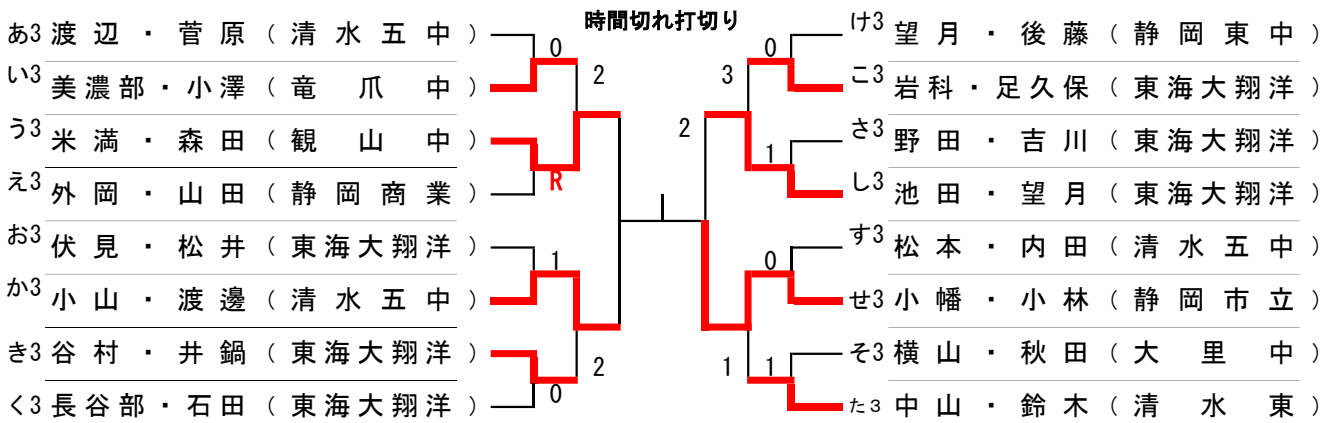 時間切れ打切り
あ3 渡辺・菅原(清水五中)
0
い3 美濃部・小澤(竜爪中)
2
う3 米満・森田(観山中)
R
え3 外岡・山田(静岡商業)
お3 伏見・松井(東海大翔洋)
1
か3 小山・渡邊(清水五中)
き3 谷村・井鍋(東海大翔洋)
2
0
く3 長谷部・石田(東海大翔洋)
け3 望月・後藤(静岡東中)
0
3
こ3 岩科・足久保(東海大翔洋)
2
さ3 野田・吉川(東海大翔洋)
1
し3 池田・望月(東海大翔洋)
す3 松本・内田(清水五中)
0
せ3 小幡・小林(静岡市立)
そ3 横山・秋田(大里中)
1
1
た3 中山・鈴木(清水東)